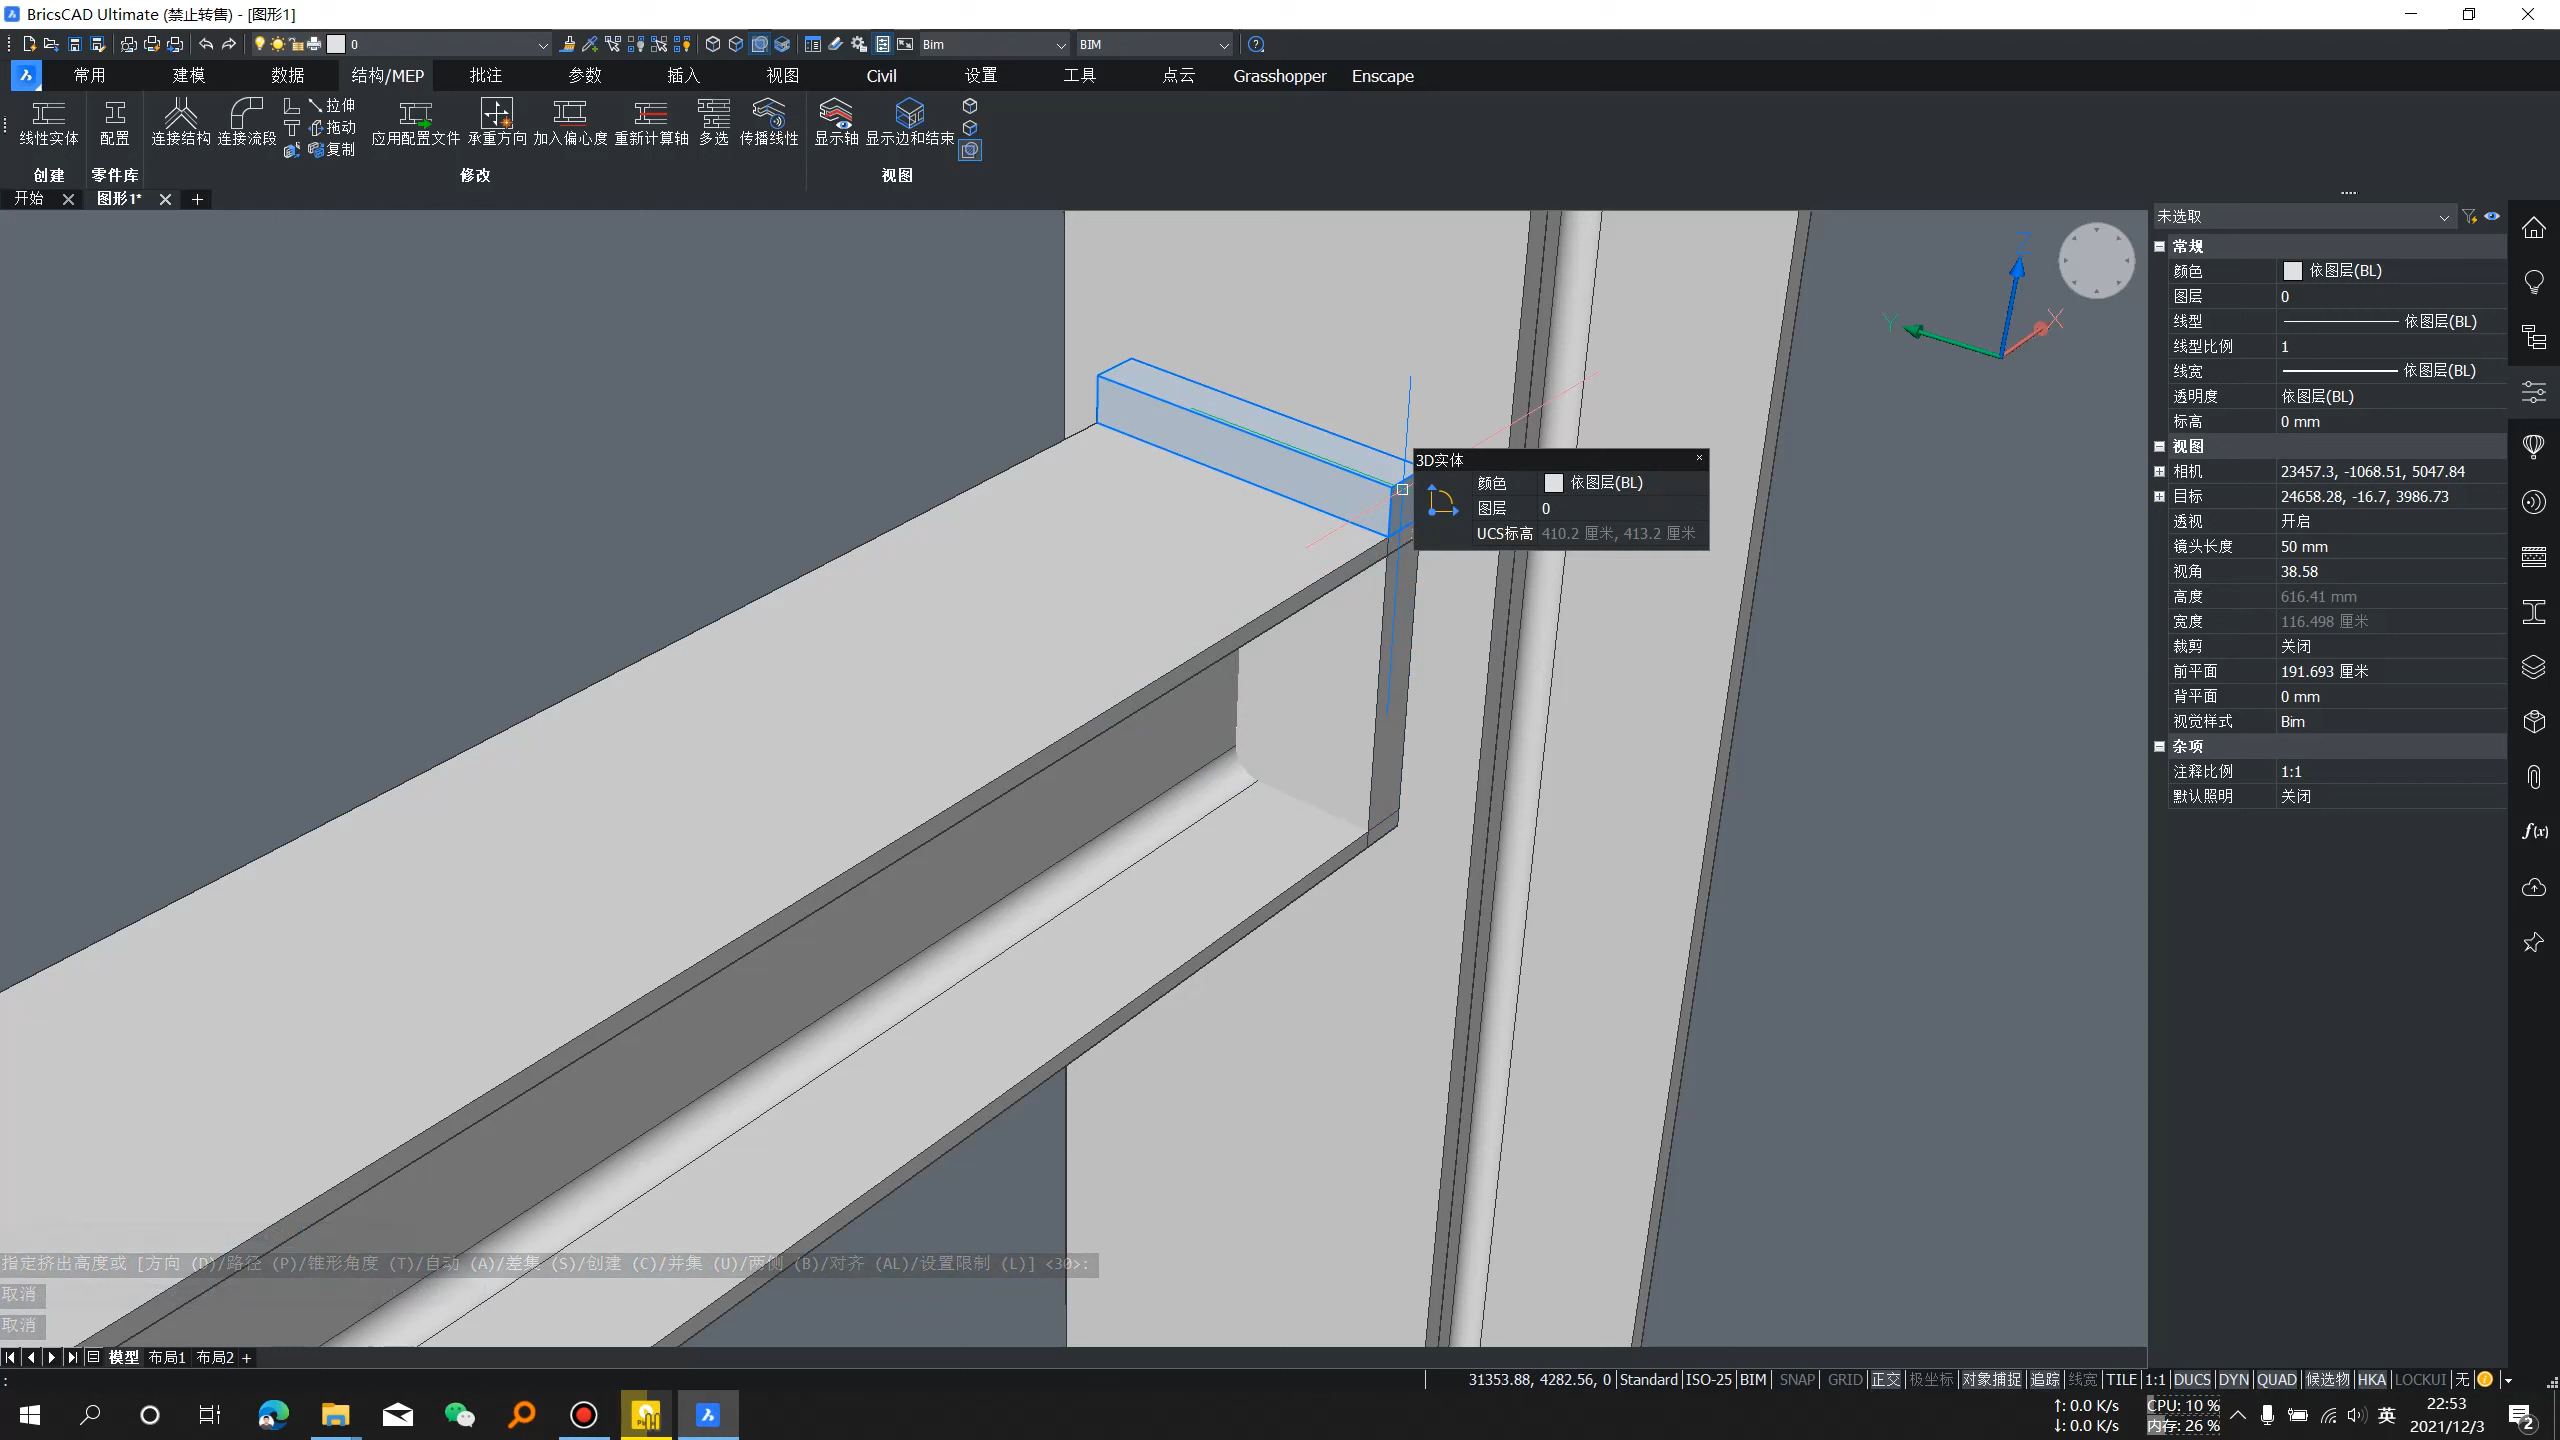 BricsCAD Ultimate (禁止转售) - [图形1]
0
Bim
BIM
常用 建模 数据 结构/MEP 批注 参数 插入 视图 Civil 设置 工具 点云 Grasshopper Enscape
线性实体 配置 连接结构 连接流段 拉伸 拖动 复制 应用配置文件 承重方向 加入偏心度 重新计算轴 多选 传播线性 显示轴 显示边和结束
创建 零件库 修改 视图
开始 图形1*
未选取
常规
颜色 依图层(BL)
图层 0
线型 依图层(BL)
线型比例 1
线宽 依图层(BL)
透明度 依图层(BL)
标高 0 mm
视图
相机 23457.3, -1068.51, 5047.84
目标 24658.28, -16.7, 3986.73
透视 开启
镜头长度 50 mm
视角 38.58
高度 616.41 mm
宽度 116.498 厘米
裁剪 关闭
前平面 191.693 厘米
背平面 0 mm
视觉样式 Bim
杂项
注释比例 1:1
默认照明 关闭
f(x)
Z
Y
X
3D实体
颜色 依图层(BL)
图层 0
UCS标高 410.2 厘米, 413.2 厘米
指定挤出高度或 [方向 (D)/路径 (P)/锥形角度 (T)/自动 (A)/差集 (S)/创建 (C)/并集 (U)/两侧 (B)/对齐 (AL)/设置限制 (L)] <30>:
取消
取消
模型 布局1 布局2
:
31353.88, 4282.56, 0 Standard ISO-25 BIM SNAP GRID 正交 极坐标 对象捕捉 追踪 线宽 TILE 1:1 DUCS DYN QUAD 候选物 HKA LOCKUI 无
↑: 0.0 K/s
↓: 0.0 K/s
CPU: 10 %
内存: 26 %
英
22:53
2021/12/3
2